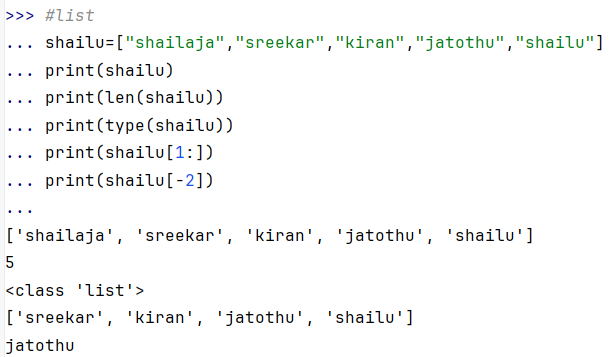 >>> #list
... shailu=["shailaja","sreekar","kiran","jatothu","shailu"]
... print(shailu)
... print(len(shailu))
... print(type(shailu))
... print(shailu[1:])
... print(shailu[-2])
...
['shailaja', 'sreekar', 'kiran', 'jatothu', 'shailu']
5
<class 'list'>
['sreekar', 'kiran', 'jatothu', 'shailu']
jatothu